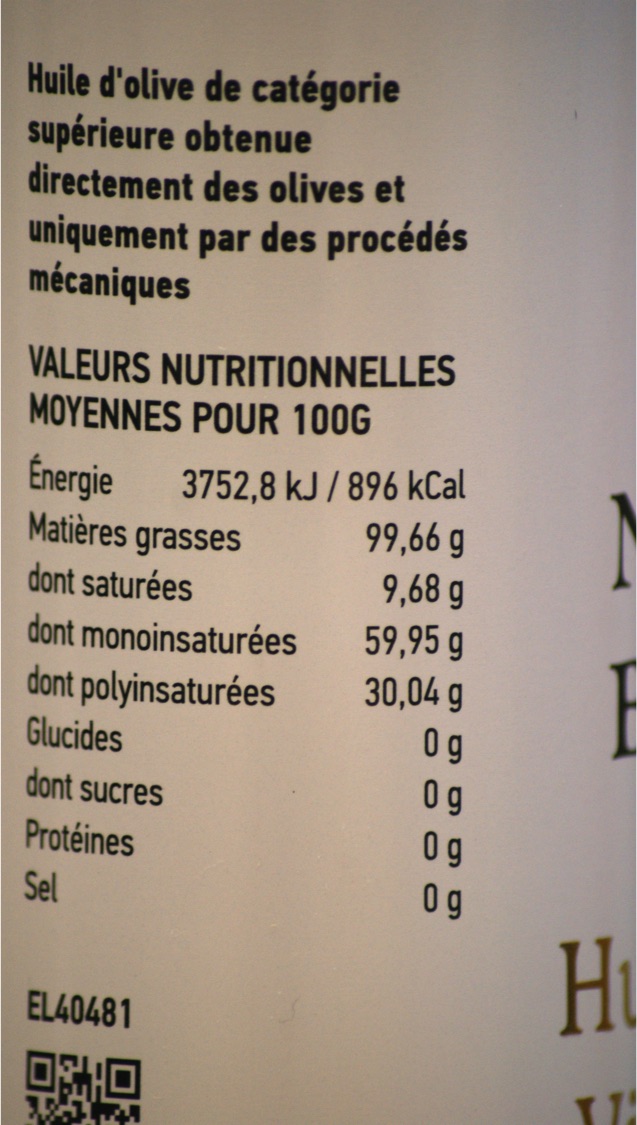 Huile d'olive de catégorie
supérieure obtenue
directement des olives et
uniquement par des procédés
mécaniques
VALEURS NUTRITIONNELLES
MOYENNES POUR 100G
Énergie 3752,8 kJ / 896 kCal
Matières grasses 99,66 g
dont saturées 9,68 g
dont monoinsaturées 59,95 g
dont polyinsaturées 30,04 g
Glucides 0 g
dont sucres 0 g
Protéines 0 g
Sel 0 g
EL40481